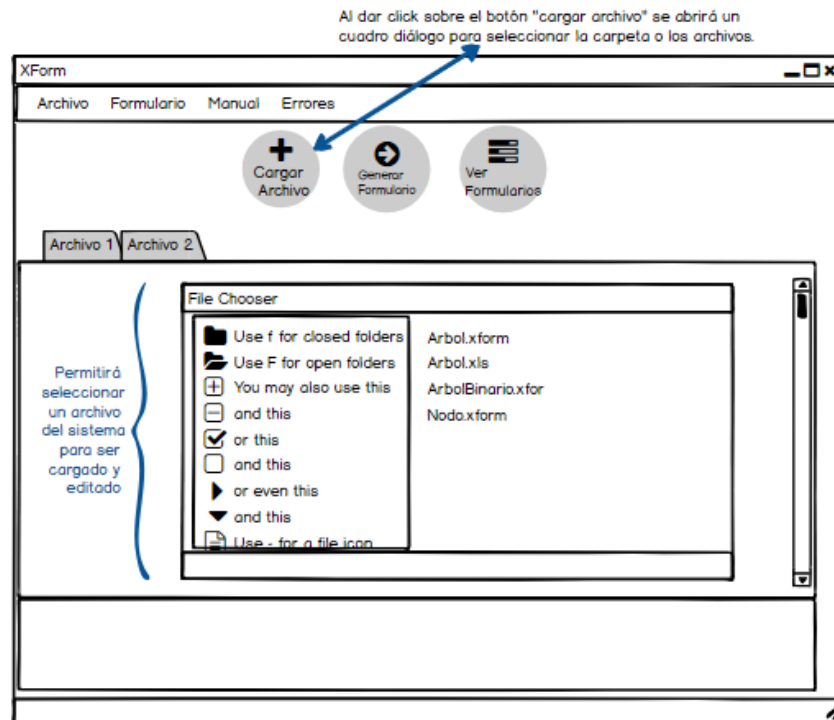 Al dar click sobre el botón "cargar archivo" se abrirá un
cuadro diálogo para seleccionar la carpeta o los archivos.
XForm
Archivo Formulario Manual Errores
Cargar
Archivo
Generar
Formulario
Ver
Formularios
Archivo 1 Archivo 2
Permitirá
seleccionar
un archivo
del sistema
para ser
cargado y
editado
File Chooser
Use f for closed folders
Use F for open folders
You may also use this
and this
or this
and this
or even this
and this
Use - for a file icon
Arbol.xform
Arbol.xls
ArbolBinario.xfor
Nodo.xform